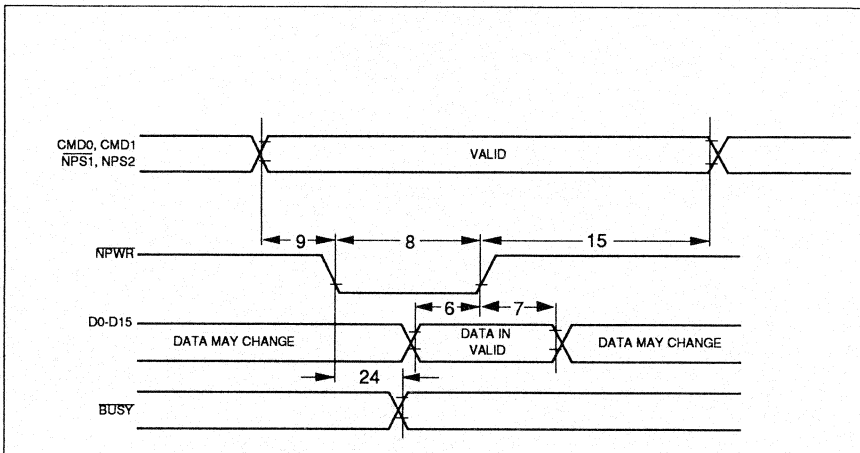 CMD0, CMD1
NPS1, NPS2
VALID
9
8
15
NPWR
6
7
D0-D15
DATA MAY CHANGE
DATA IN
VALID
DATA MAY CHANGE
24
BUSY